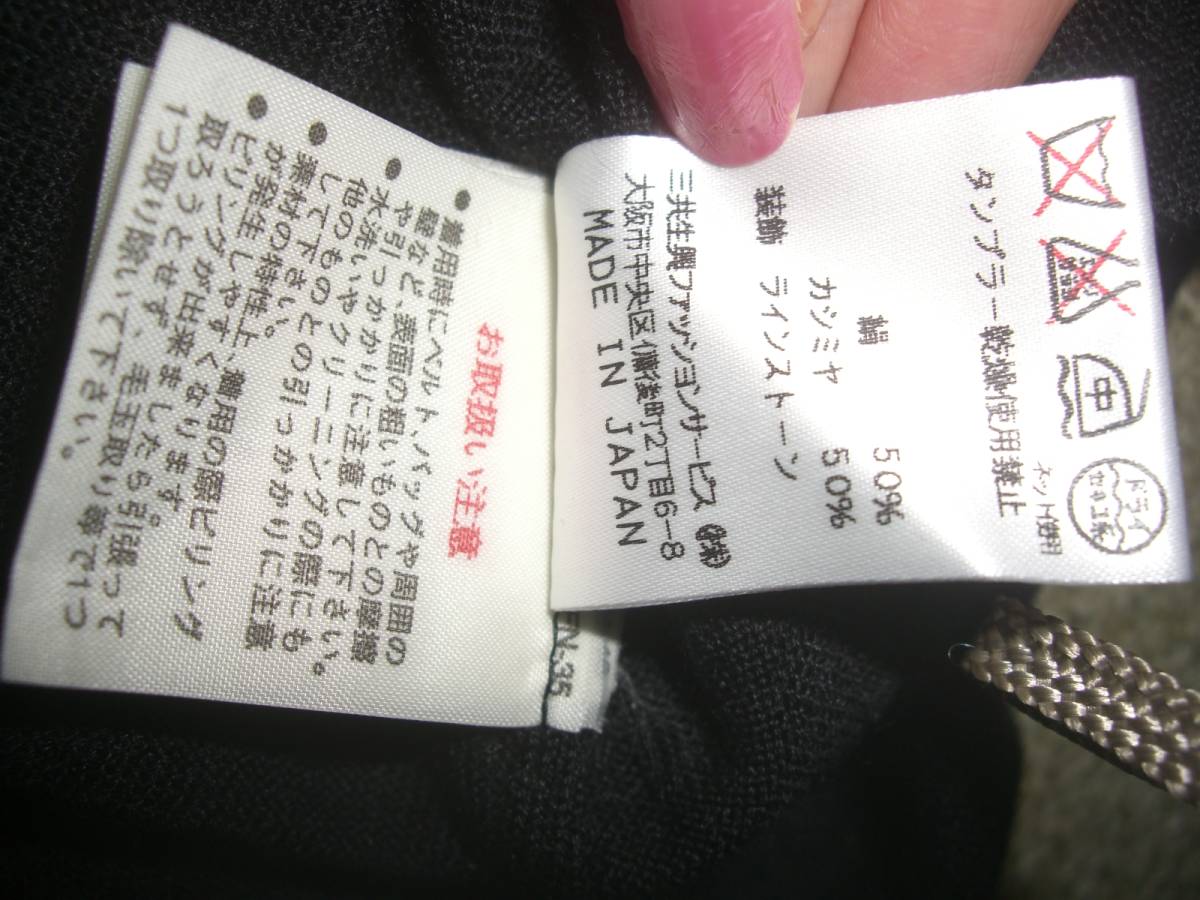 ドライ
セキユ系
ネット使用
中
タンブラー乾燥使用禁止
絹 50%
カシミヤ 50%
装飾 ラインストーン
三共生興ファッションサービス(株)
大阪市中央区備後町2丁目6-8
MADE IN JAPAN
お取扱い注意
●着用時にベルト、バッグや周囲の
壁など、表面の粗いものとの摩擦
や引っかかりに注意して下さい。
●水洗いやクリーニングの際にも
他のものとの引っかかりに注意
して下さい。
●素材の特性上、着用の際ピリング
が発生しやすくなります。
●ピリングが出来ましたら引張って
取ろうとせず、毛玉取り等で1つ
1つ取り除いて下さい。
N-35